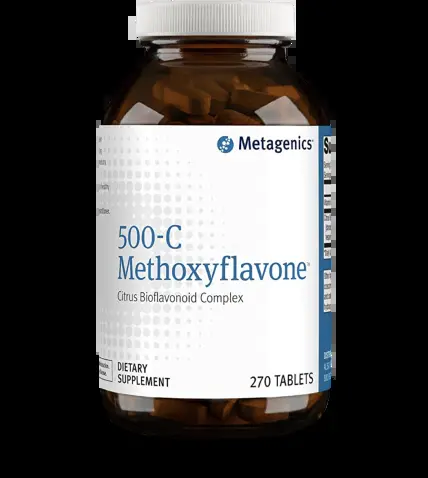 Metagenics®
500-C
Methoxyflavone®
Citrus Bioflavonoid Complex
DIETARY
SUPPLEMENT
270 TABLETS